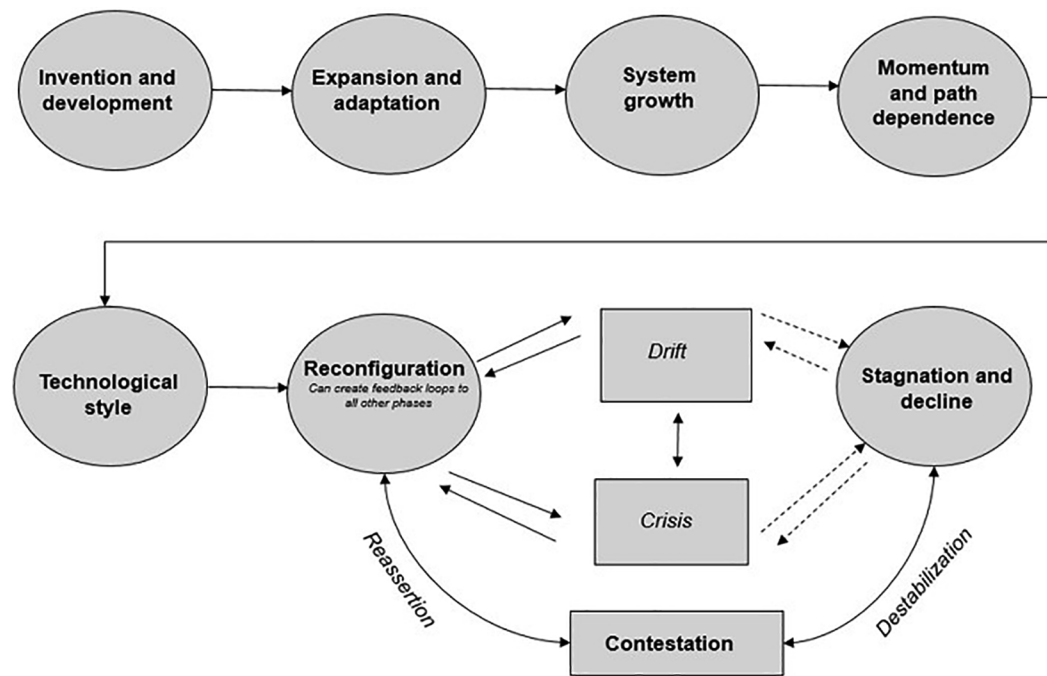 Invention and
development
Expansion and
adaptation
System
growth
Momentum
and path
dependence
Technological
style
Reconfiguration
Can create feedback loops to
all other phases
Drift
Stagnation and
decline
Crisis
Reassertion
Destabilization
Contestation